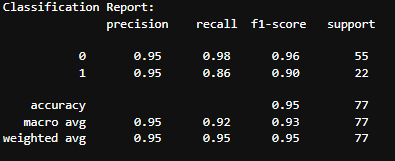 Classification Report:
              precision    recall  f1-score   support

           0       0.95      0.98      0.96        55
           1       0.95      0.86      0.90        22

    accuracy                           0.95        77
   macro avg       0.95      0.92      0.93        77
weighted avg       0.95      0.95      0.95        77